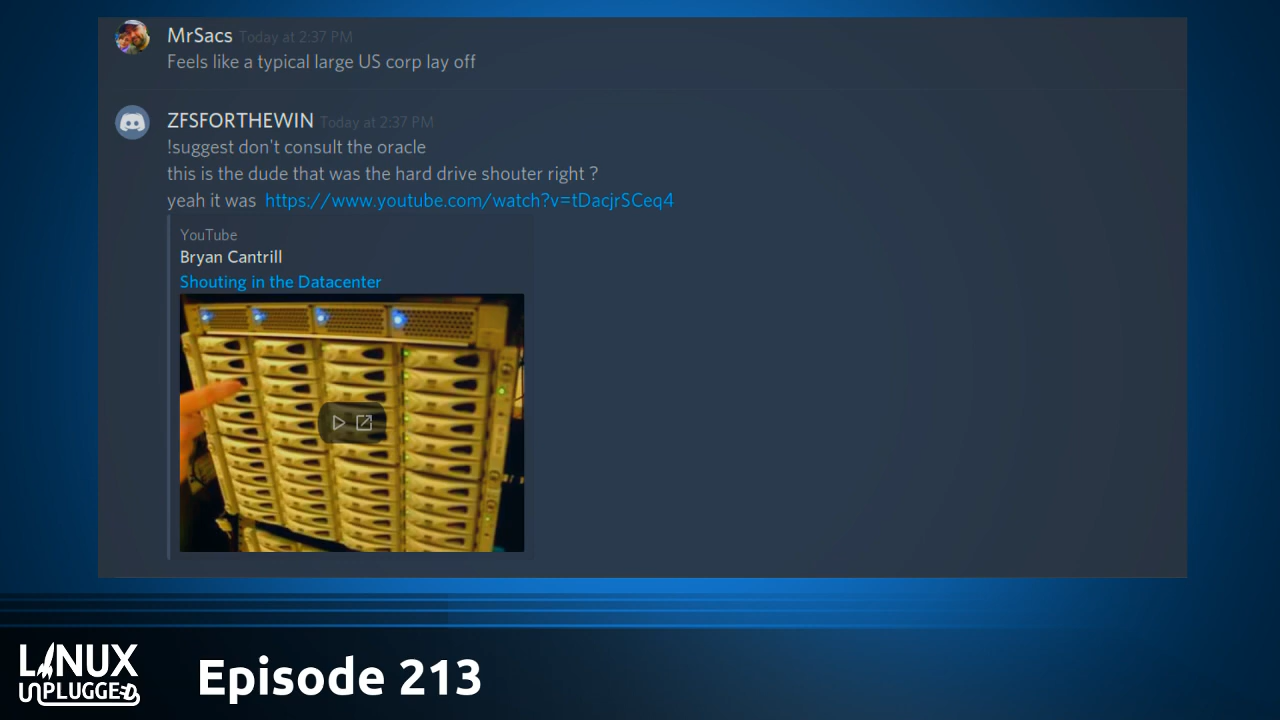 MrSacs Today at 2:37 PM
Feels like a typical large US corp lay off
ZFSFORTHEWIN Today at 2:37 PM
!suggest don't consult the oracle
this is the dude that was the hard drive shouter right ?
yeah it was https://www.youtube.com/watch?v=tDacjrSCeq4
YouTube
Bryan Cantrill
Shouting in the Datacenter
LINUX
UNPLUGGED
Episode 213